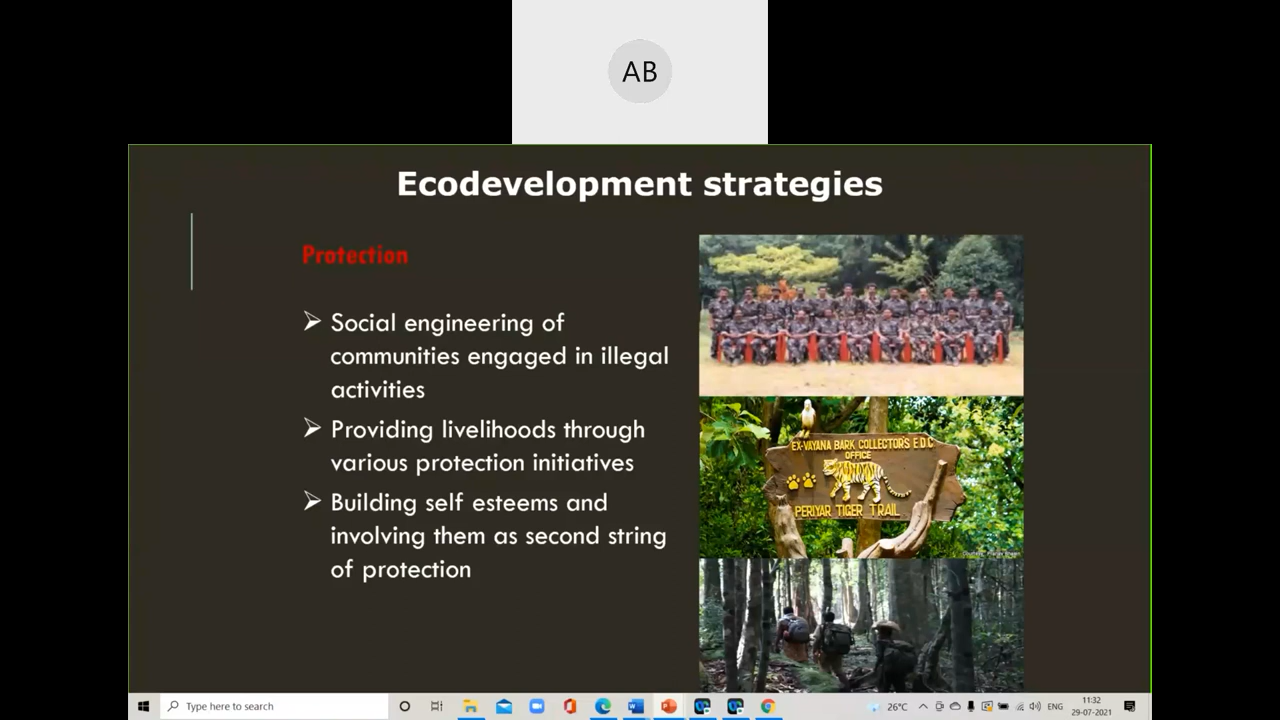 AB
Ecodevelopment strategies
Protection
Social engineering of
communities engaged in illegal
activities
Providing livelihoods through
various protection initiatives
Building self esteems and
involving them as second string
of protection
EX-VAYANA BARK COLLECTOR'S E D C
OFFICE
PERIYAR TIGER TRAIL
Type here to search
26°C
ENG
11:32
29-07-2021